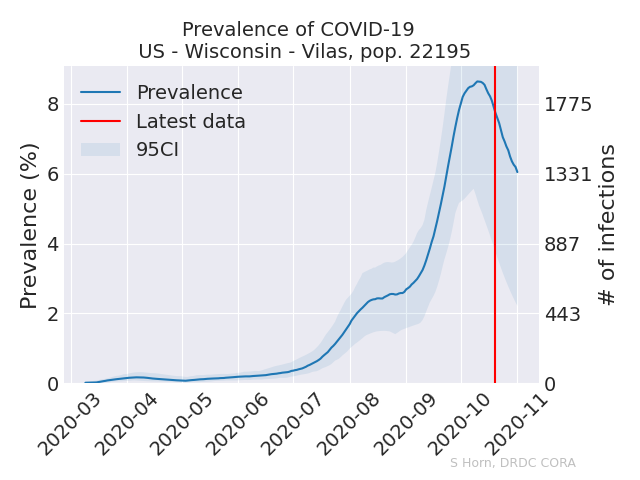 Prevalence of COVID-19
US - Wisconsin - Vilas, pop. 22195
Prevalence
Latest data
95CI
Prevalence (%)
8
6
4
2
0
1775
1331
887
443
0
# of infections
2020-03
2020-04
2020-05
2020-06
2020-07
2020-08
2020-09
2020-10
2020-11
S Horn, DRDC CORA